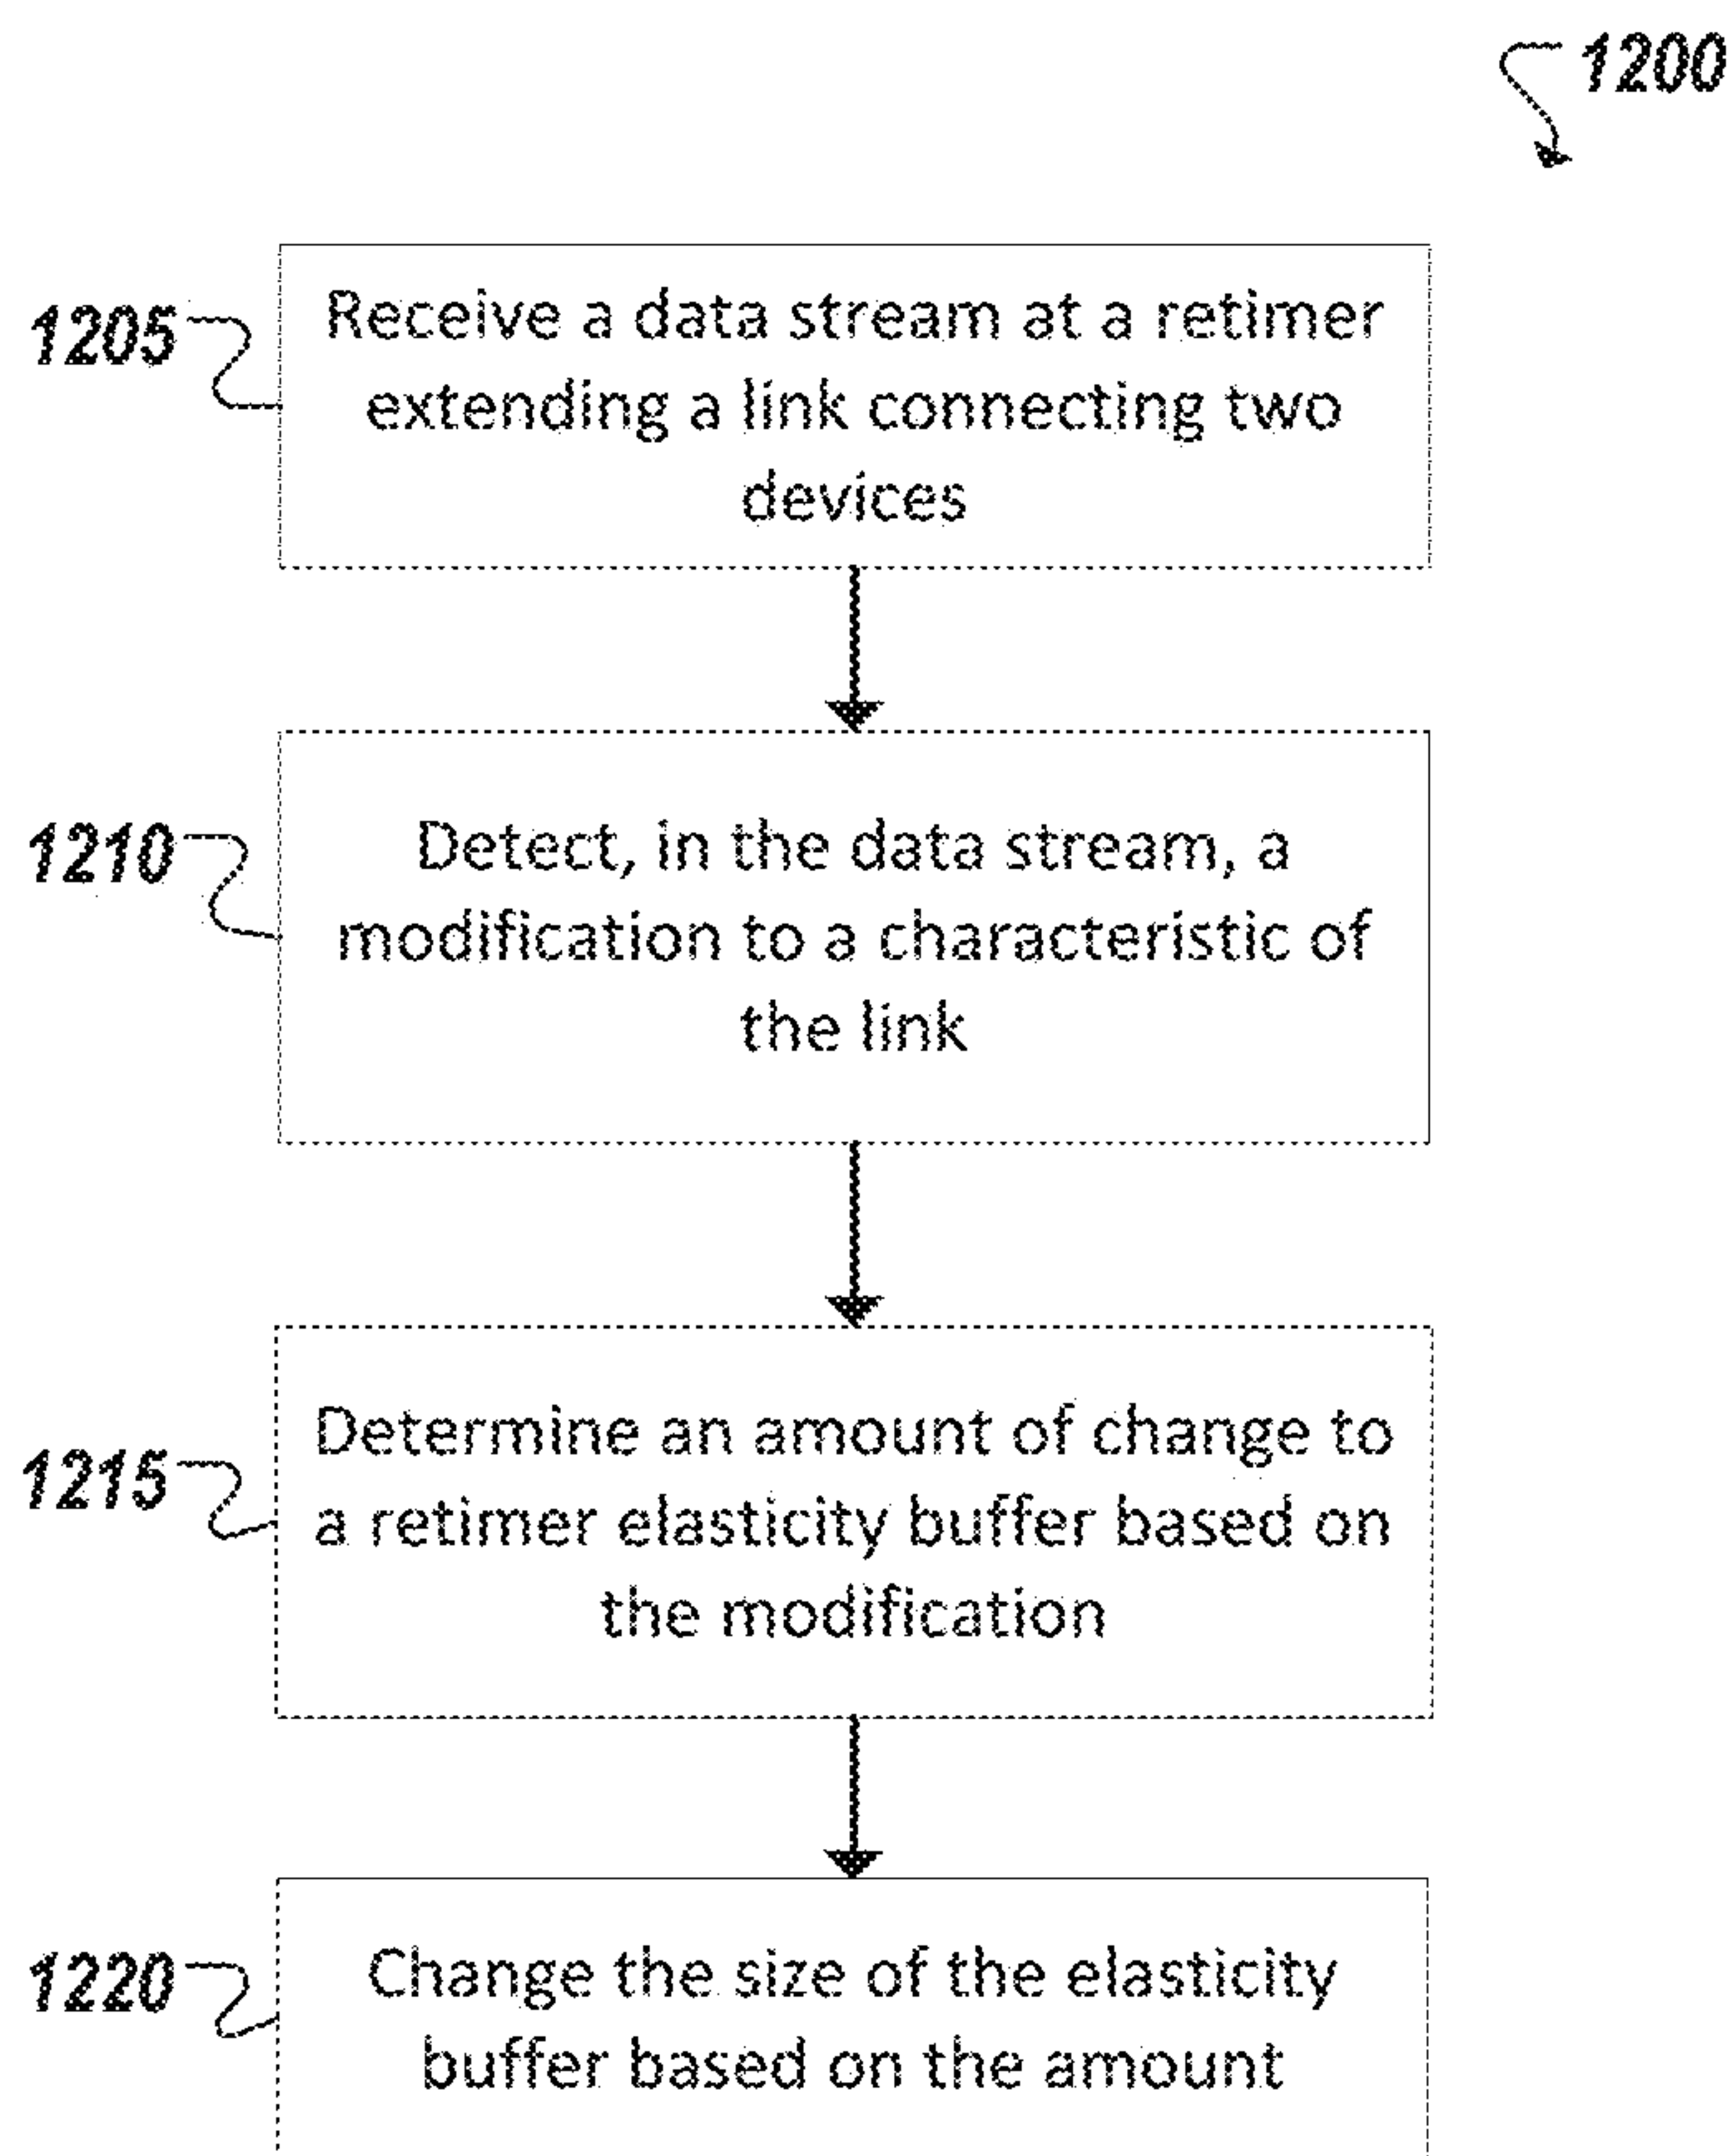 1200
1205
Receive a data stream at a retimer
extending a link connecting two
devices
1210
Detect, in the data stream, a
modification to a characteristic of
the link
1215
Determine an amount of change to
a retimer elasticity buffer based on
the modification
1220
Change the size of the elasticity
buffer based on the amount